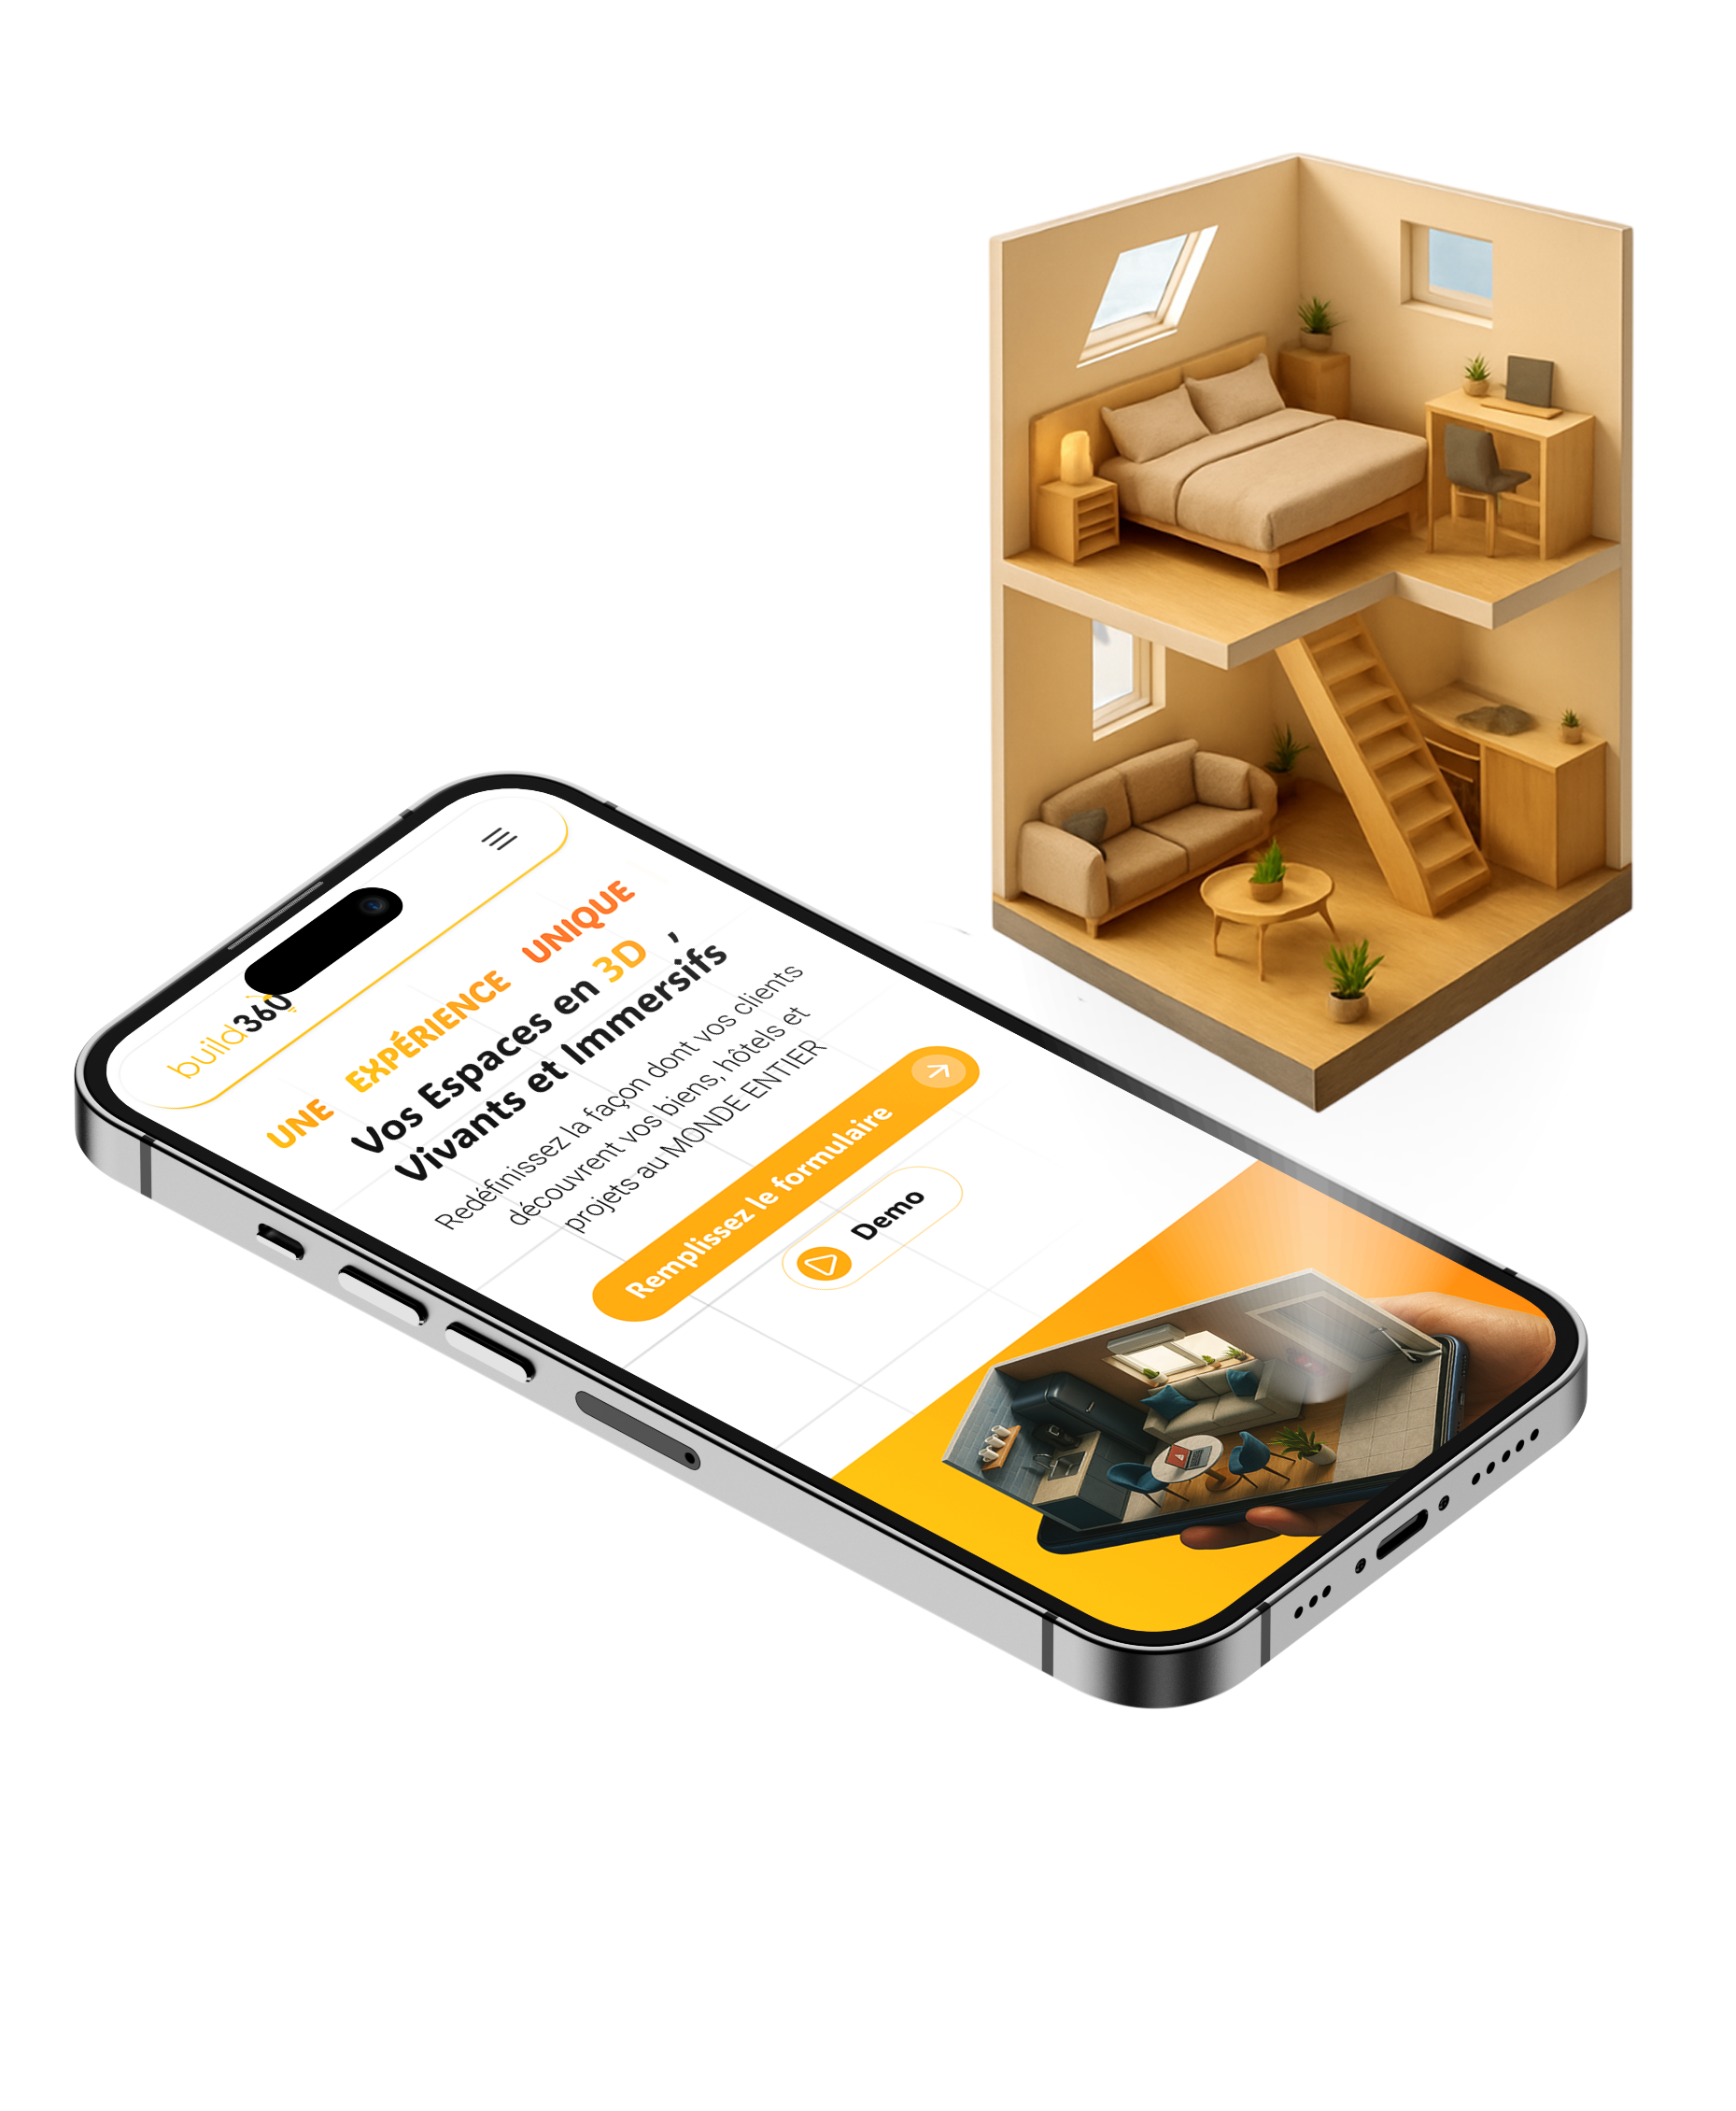 build360°
UNE EXPÉRIENCE UNIQUE
Vos Espaces en 3D ,
Vivants et Immersifs
Redéfinissez la façon dont vos clients
découvrent vos biens, hôtels et
projets au MONDE ENTIER
Remplissez le formulaire
Demo